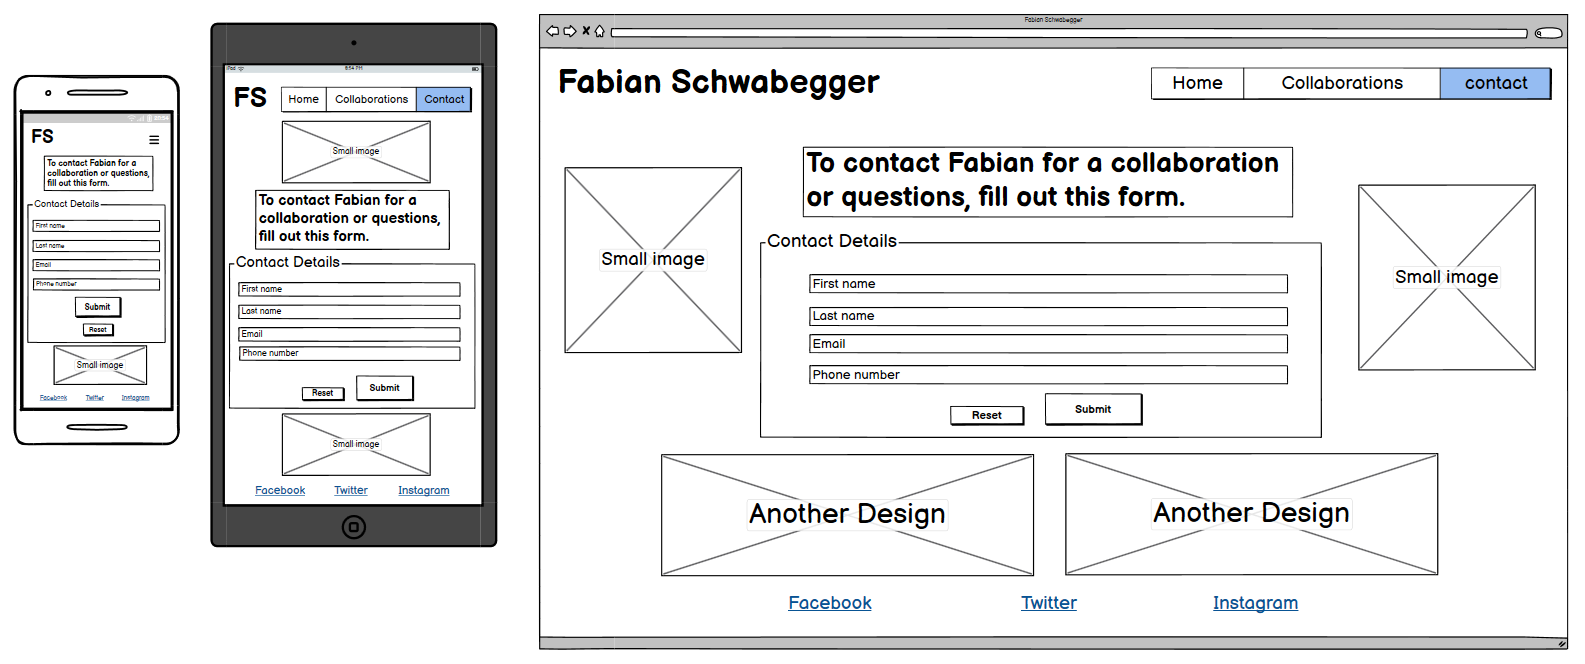 FS
To contact Fabian for a
collaboration or questions,
fill out this form.
Contact Details
First name
Last name
Email
Phone number
Submit
Reset
Small image
Facebook Twitter Instagram
iPad 8:54 PM
FS Home Collaborations Contact
Small image
To contact Fabian for a
collaboration or questions,
fill out this form.
Contact Details
First name
Last name
Email
Phone number
Reset Submit
Small image
Facebook Twitter Instagram
Fabian Schwabegger
Fabian Schwabegger Home Collaborations contact
To contact Fabian for a collaboration
or questions, fill out this form.
Small image
Small image
Contact Details
First name
Last name
Email
Phone number
Reset Submit
Another Design Another Design
Facebook Twitter Instagram